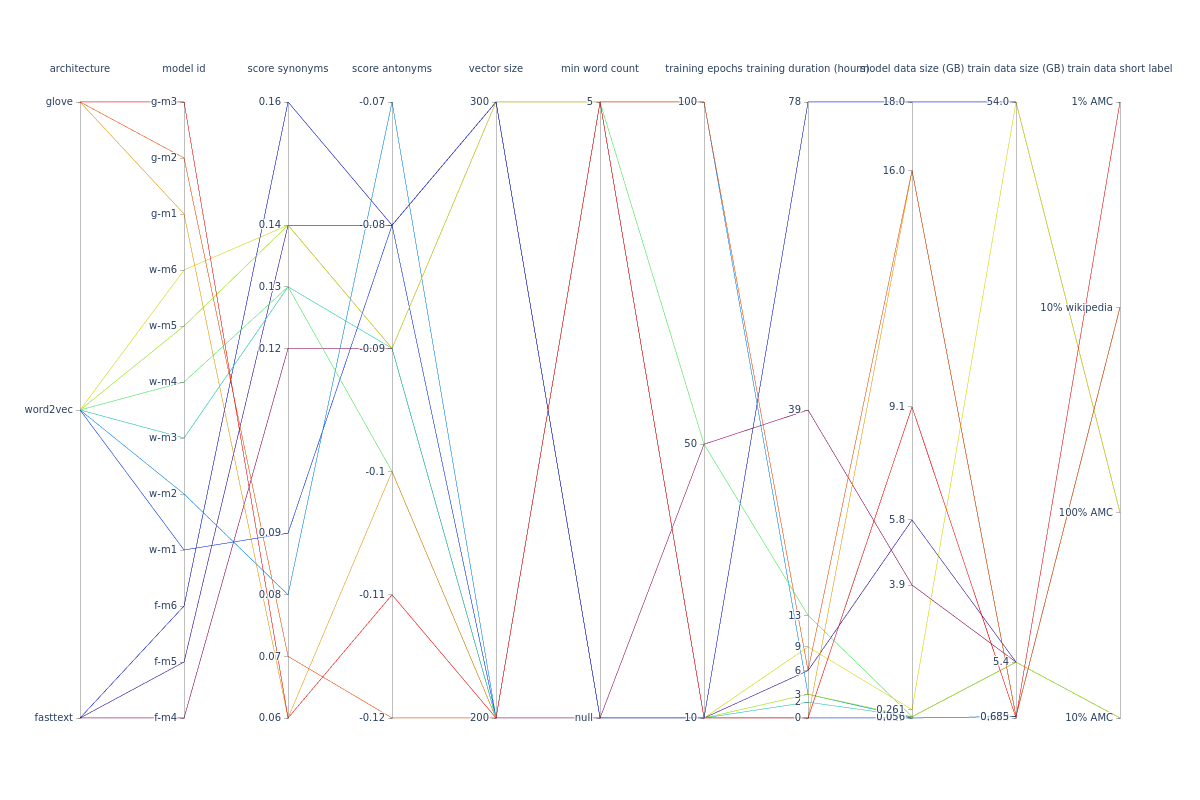 architecture
model id
score synonyms
score antonyms
vector size
min word count
training epochs
training duration (hours)
model data size (GB)
train data size (GB)
train data short label
glove
word2vec
fasttext
g-m3
g-m2
g-m1
w-m6
w-m5
w-m4
w-m3
w-m2
w-m1
f-m6
f-m5
f-m4
0.16
0.14
0.13
0.12
0.09
0.08
0.07
0.06
-0.07
-0.08
-0.09
-0.1
-0.11
-0.12
300
200
5
null
100
50
10
78
39
13
9
6
3
2
0
18.0
16.0
9.1
5.8
3.9
0.261
0.056
54.0
5.4
0.685
1% AMC
10% wikipedia
100% AMC
10% AMC